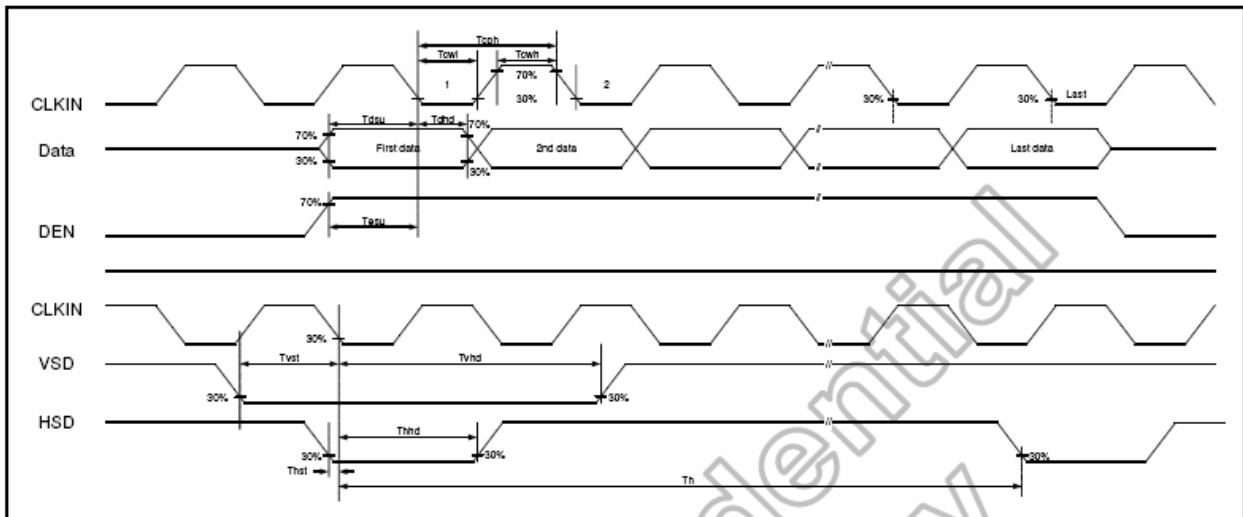 Tcph
Tcwl Tcwh
1 70% 2 Last
CLKIN 30% 30% 30%
Tdsu Tdhd
70% 70%
Data First data 2nd data Last data
30% 30%
70%
Tesu
DEN
CLKIN
30%
VSD Tvst Tvhd
30% 30%
HSD
Thhd
30% 30% 30%
Thst
Th
dential
y